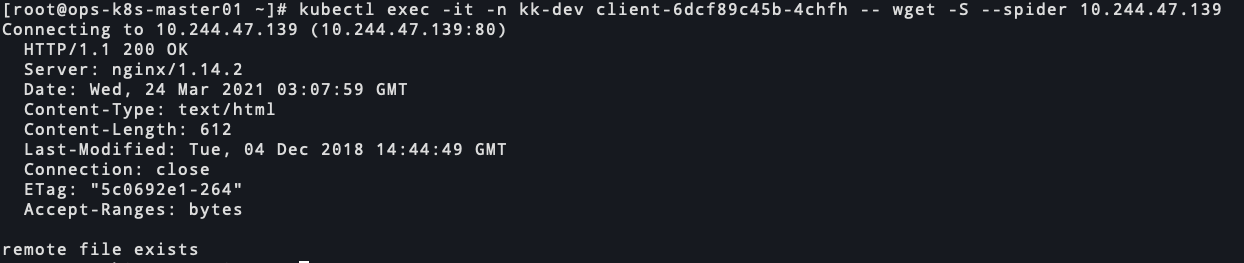 [root@ops-k8s-master01 ~]# kubectl exec -it -n kk-dev client-6dcf89c45b-4chfh -- wget -S --spider 10.244.47.139
Connecting to 10.244.47.139 (10.244.47.139:80)
HTTP/1.1 200 OK
Server: nginx/1.14.2
Date: Wed, 24 Mar 2021 03:07:59 GMT
Content-Type: text/html
Content-Length: 612
Last-Modified: Tue, 04 Dec 2018 14:44:49 GMT
Connection: close
ETag: "5c0692e1-264"
Accept-Ranges: bytes
remote file exists